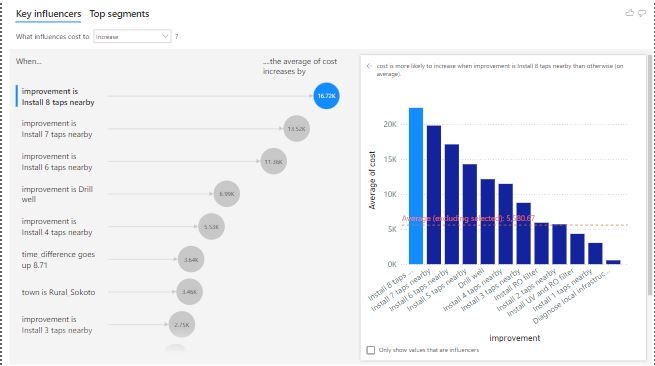 Key influencers Top segments
What influences cost to increase ?
When...
....the average of cost
increases by
improvement is
Install 8 taps nearby
16.72K
improvement is
Install 7 taps nearby
13.52K
improvement is
Install 6 taps nearby
11.36K
improvement is Drill
well
6.99K
improvement is
Install 4 taps nearby
5.53K
time_difference goes
up 8.71
3.64K
town is Rural_Sokoto
3.46K
improvement is
Install 3 taps nearby
2.75K
cost is more likely to increase when improvement is Install 8 taps nearby than otherwise (on
average).
Average of cost
20K
15K
10K
5K
0K
Average (excluding selected): 5,580.67
Install 8 taps ...
Install 7 taps nearby
Install 6 taps nearby
Install 5 taps nearby
Drill well
Install 4 taps nearby
Install 3 taps nearby
Install RO filter
Install 2 taps nearby
Install UV and RO filter
Install 1 taps nearby
Diagnose local infrastruc...
improvement
Only show values that are influencers